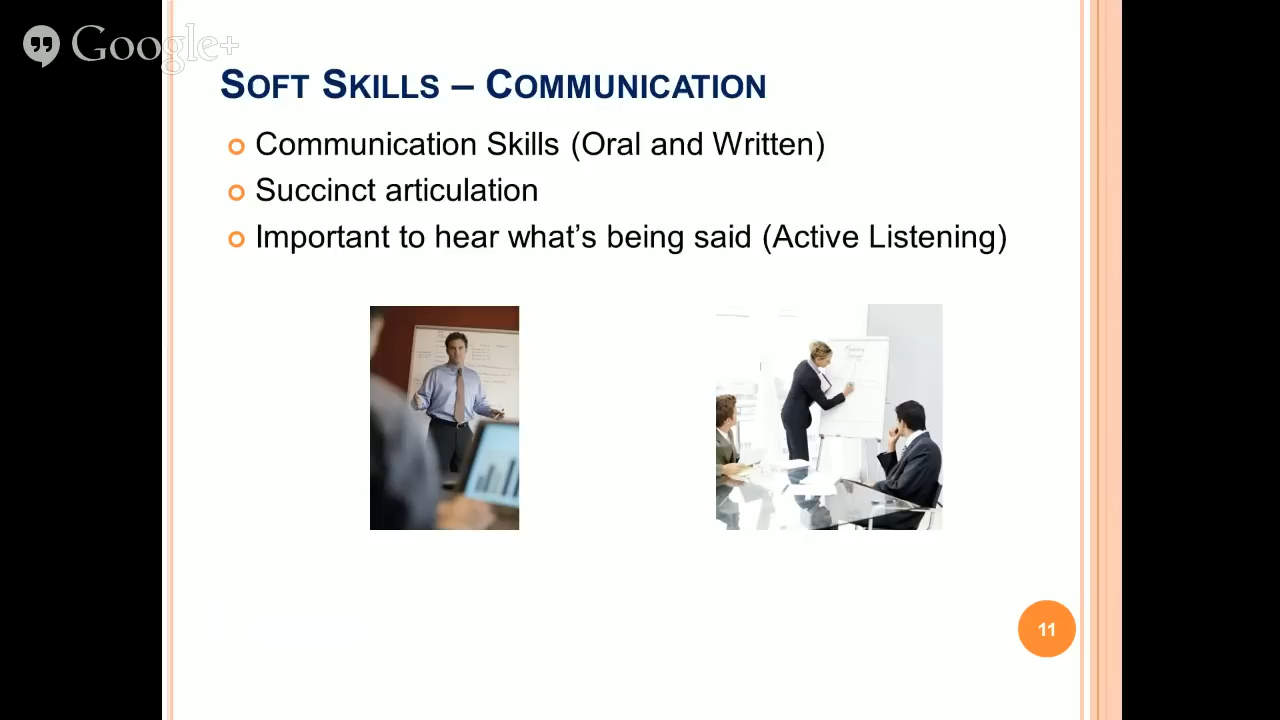 Google+
SOFT SKILLS – COMMUNICATION
Communication Skills (Oral and Written)
Succinct articulation
Important to hear what's being said (Active Listening)
11